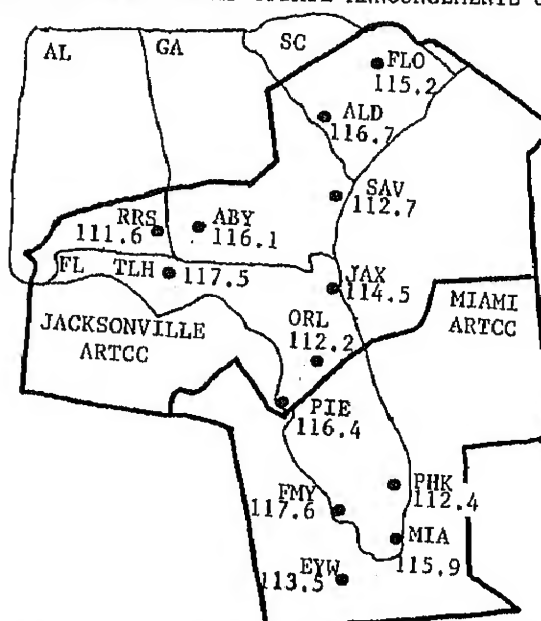 AL
GA
SC
FLO
115.2
ALD
116.7
SAV
112.7
RRS
111.6
ABY
116.1
FL
TLH
117.5
JAX
114.5
MIAMI
ARTCC
JACKSONVILLE
ARTCC
ORL
112.2
PIE
116.4
PHK
112.4
FMY
117.6
MIA
115.9
EYW
113.5